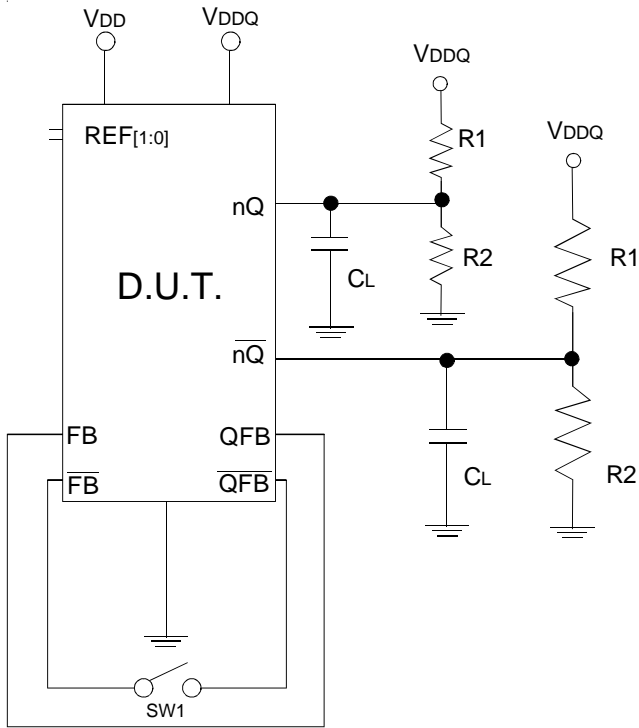 VDD
VDDQ
VDDQ
REF[1:0]
R1
VDDQ
nQ
R2
R1
CL
D.U.T.
nQ
FB
QFB
FB
QFB
CL
R2
SW1